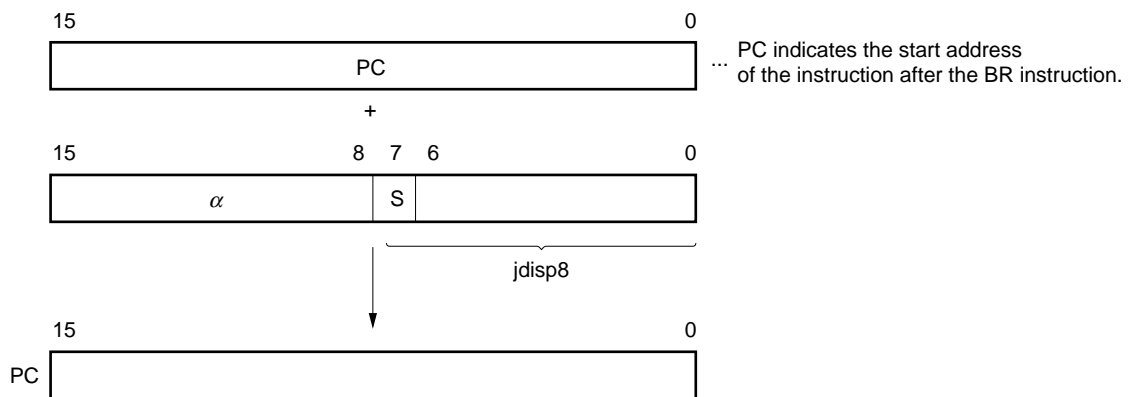 15 0
PC
... PC indicates the start address
of the instruction after the BR instruction.
+
15 8 7 6 0
α S
jdisp8
15 0
PC